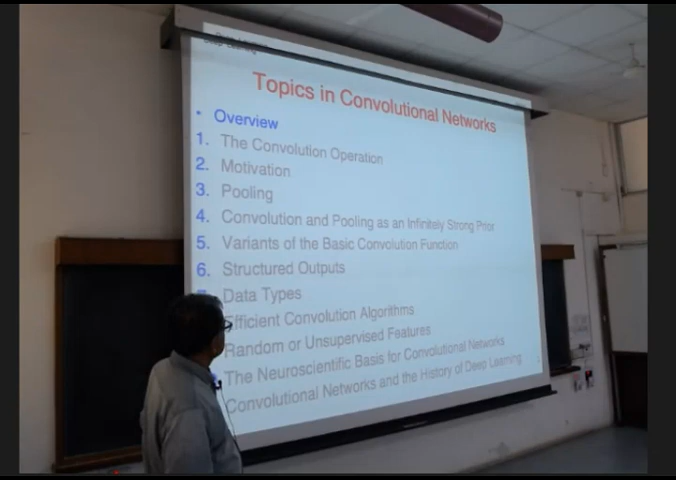 Deep Learning
Topics in Convolutional Networks
• Overview
1. The Convolution Operation
2. Motivation
3. Pooling
4. Convolution and Pooling as an Infinitely Strong Prior
5. Variants of the Basic Convolution Function
6. Structured Outputs
Data Types
Efficient Convolution Algorithms
Random or Unsupervised Features
The Neuroscientific Basis for Convolutional Networks
Convolutional Networks and the History of Deep Learning